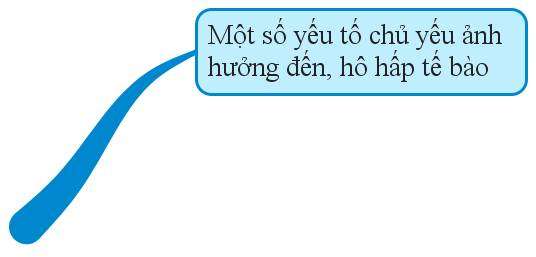 Một số yếu tố chủ yếu ảnh
hưởng đến, hô hấp tế bào